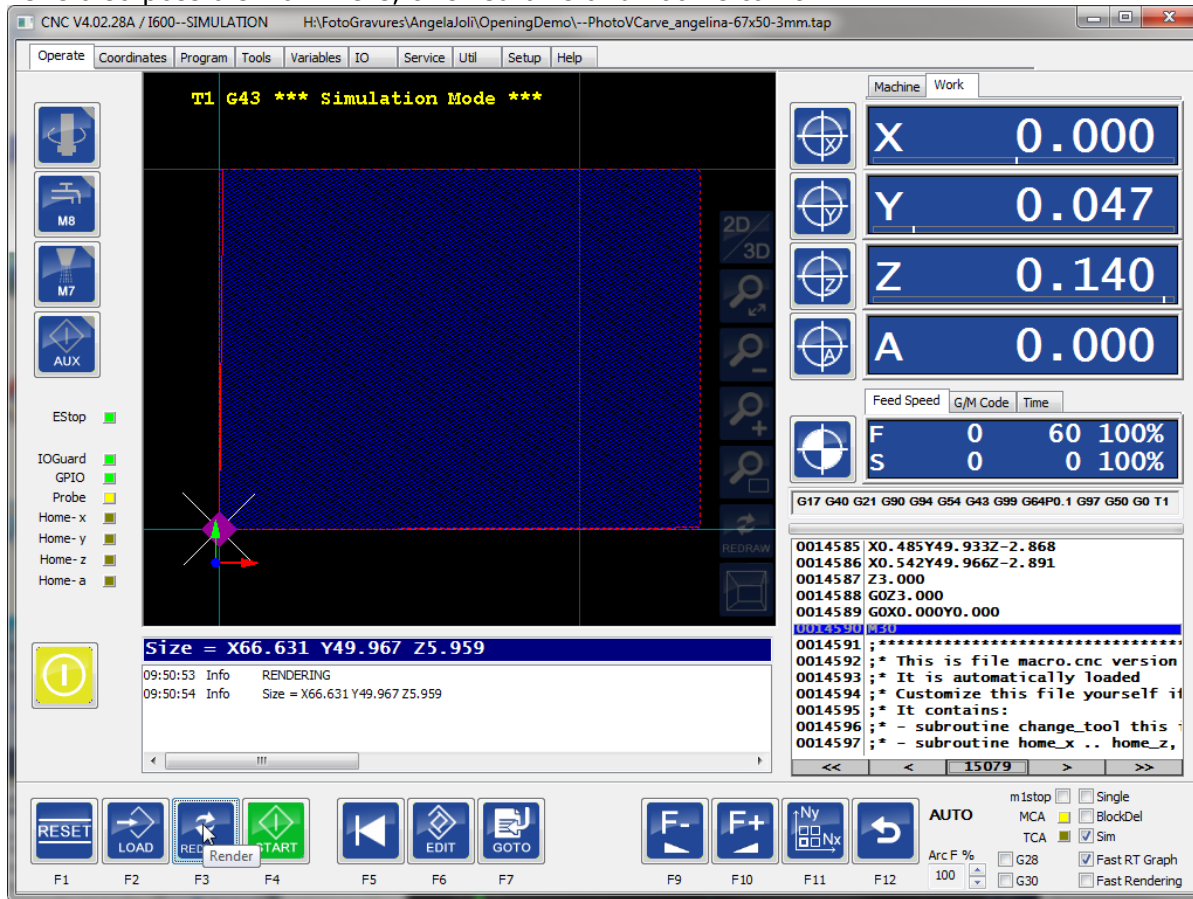 CNC V4.02.28A / I600--SIMULATION H:\FotoGravures\AngelaJoli\OpeningDemo\--PhotoVCarve_angelina-67x50-3mm.tap
Operate Coordinates Program Tools Variables IO Service Util Setup Help
T1 G43 *** Simulation Mode ***
Machine Work
X 0.000
Y 0.047
Z 0.140
A 0.000
M8
M7
AUX
2D/3D
REDRAW
X
Y
Z
A
EStop
IOGuard
GPIO
Probe
Home-x
Home-y
Home-z
Home-a
Feed Speed G/M Code Time
F 0 60 100%
S 0 0 100%
G17 G40 G21 G90 G94 G54 G43 G99 G64P0.1 G97 G50 G0 T1
0014585 X0.485Y49.933Z-2.868
0014586 X0.542Y49.966Z-2.891
0014587 Z3.000
0014588 G0Z3.000
0014589 G0X0.000Y0.000
0014590 M30
0014591 ;********************************
0014592 ;* This is file macro.cnc version
0014593 ;* It is automatically loaded
0014594 ;* Customize this file yourself if
0014595 ;* It contains:
0014596 ;* - subroutine change_tool this
0014597 ;* - subroutine home_x .. home_z,
<< < 15079 > >>
Size = X66.631 Y49.967 Z5.959
09:50:53 Info RENDERING
09:50:54 Info Size = X66.631 Y49.967 Z5.959
RESET LOAD START EDIT GOTO F- F+ Ny Nx
Render
F1 F2 F3 F4 F5 F6 F7 F9 F10 F11 F12
AUTO
m1stop Single
MCA BlockDel
TCA Sim
Arc F % G28 Fast RT Graph
100 G30 Fast Rendering